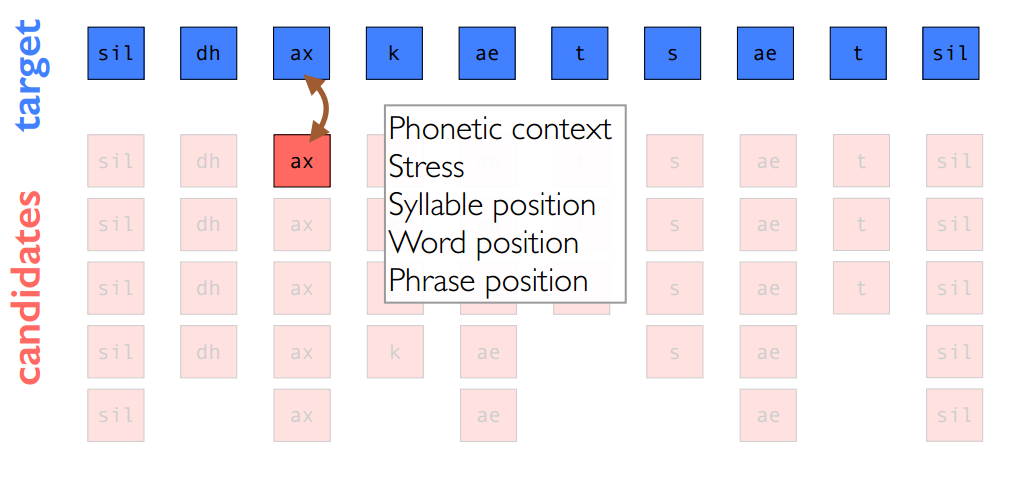 target
sil dh ax k ae t s ae t sil
candidates
sil dh ax s ae t sil
sil dh ax s ae t sil
sil dh ax s ae t sil
sil dh ax k ae s ae sil
sil ax ae ae sil
Phonetic context
Stress
Syllable position
Word position
Phrase position